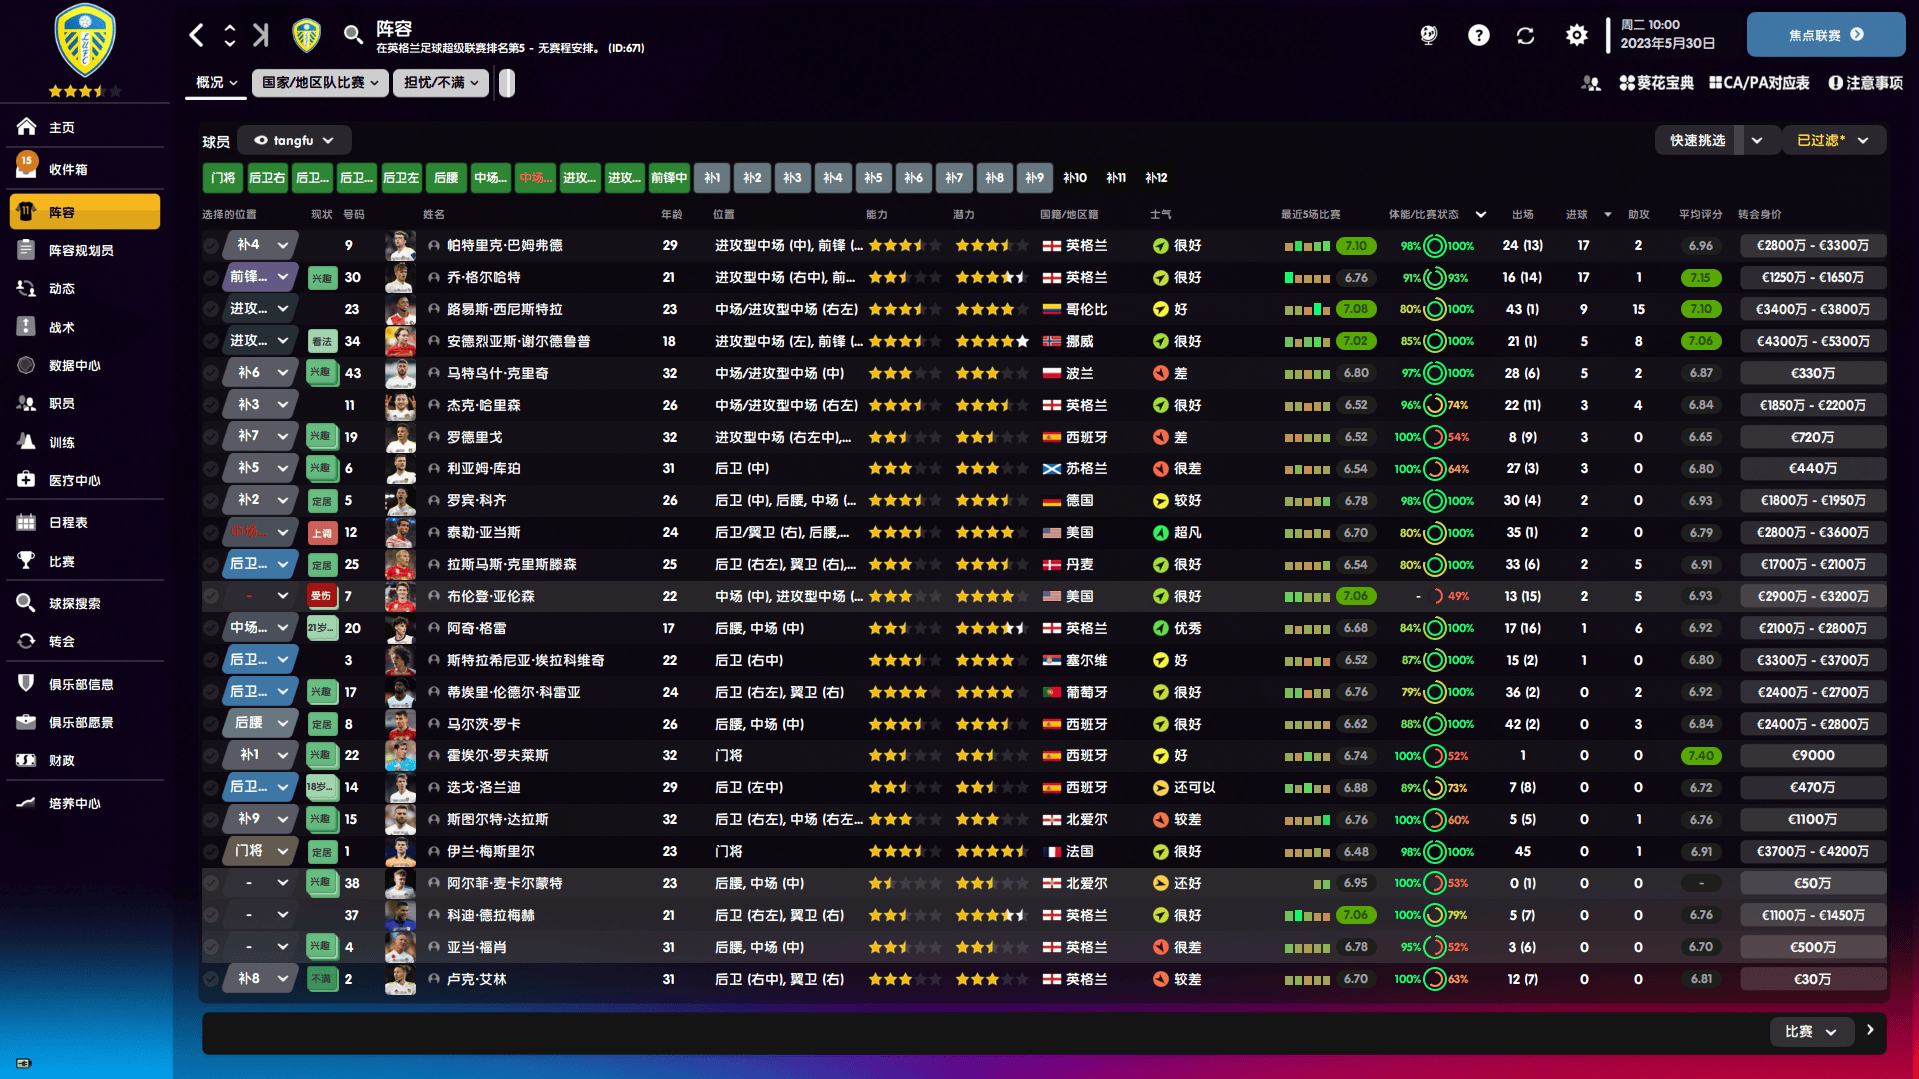 阵容
在英格兰足球超级联赛排名第5 - 无赛程安排。 (ID:671)
周二 10:00
2023年5月30日
焦点联赛
概况
国家/地区队比赛
担忧/不满
葵花宝典
CA/PA对应表
注意事项
主页
15
收件箱
阵容
阵容规划员
动态
战术
数据中心
职员
训练
医疗中心
日程表
比赛
球探搜索
转会
俱乐部信息
俱乐部愿景
财政
培养中心
球员 tangfu 快速挑选 已过滤*
门将 后卫右 后卫... 后卫... 后卫左 后腰 中场... 中场... 进攻... 进攻... 前锋中 补1 补2 补3 补4 补5 补6 补7 补8 补9 补10 补11 补12
选择的位置 现状 号码 姓名 年龄 位置 能力 潜力 国籍/地区籍 士气 最近5场比赛 体能/比赛状态 出场 进球 助攻 平均评分 转会身价
补4 9 帕特里克·巴姆弗德 29 进攻型中场 (中), 前锋 (... 英格兰 很好 7.10 98% 100% 24 (13) 17 2 6.96 €2800万 - €3300万
前锋... 兴趣 30 乔·格尔哈特 21 进攻型中场 (右中), 前... 英格兰 很好 6.76 91% 93% 16 (14) 17 1 7.15 €1250万 - €1650万
进攻... 23 路易斯·西尼斯特拉 23 中场/进攻型中场 (右左) 哥伦比 好 7.08 80% 100% 43 (1) 9 15 7.10 €3400万 - €3800万
进攻... 看法 34 安德烈亚斯·谢尔德鲁普 18 进攻型中场 (左), 前锋 (... 挪威 很好 7.02 85% 100% 21 (1) 5 8 7.06 €4300万 - €5300万
补6 兴趣 43 马特乌什·克里奇 32 中场/进攻型中场 (中) 波兰 差 6.80 97% 100% 28 (6) 5 2 6.87 €330万
补3 11 杰克·哈里森 26 中场/进攻型中场 (右左) 英格兰 很好 6.52 96% 74% 22 (11) 3 4 6.84 €1850万 - €2200万
补7 兴趣 19 罗德里戈 32 进攻型中场 (右左中),... 西班牙 差 6.52 100% 54% 8 (9) 3 0 6.65 €720万
补5 兴趣 6 利亚姆·库珀 31 后卫 (中) 苏格兰 很差 6.54 100% 64% 27 (3) 3 0 6.80 €440万
补2 定居 5 罗宾·科齐 26 后卫 (中), 后腰, 中场 (... 德国 较好 6.78 98% 100% 30 (4) 2 0 6.93 €1800万 - €1950万
中场... 上调 12 泰勒·亚当斯 24 后卫/翼卫 (右), 后腰,... 美国 超凡 6.70 80% 100% 35 (1) 2 0 6.79 €2800万 - €3600万
后卫... 定居 25 拉斯马斯·克里斯滕森 25 后卫 (右左), 翼卫 (右),... 丹麦 很好 6.54 80% 100% 33 (6) 2 5 6.91 €1700万 - €2100万
- 受伤 7 布伦登·亚伦森 22 中场 (中), 进攻型中场 (... 美国 很好 7.06 - 49% 13 (15) 2 5 6.93 €2900万 - €3200万
中场... 21岁... 20 阿奇·格雷 17 后腰, 中场 (中) 英格兰 优秀 6.68 84% 100% 17 (16) 1 6 6.92 €2100万 - €2800万
后卫... 3 斯特拉希尼亚·埃拉科维奇 22 后卫 (右中) 塞尔维 好 6.52 87% 100% 15 (2) 1 0 6.80 €3300万 - €3700万
后卫... 兴趣 17 蒂埃里·伦德尔·科雷亚 24 后卫 (右左), 翼卫 (右) 葡萄牙 很好 6.76 79% 100% 36 (2) 0 2 6.92 €2400万 - €2700万
后腰 定居 8 马尔茨·罗卡 26 后腰, 中场 (中) 西班牙 很好 6.62 88% 100% 42 (2) 0 3 6.84 €2400万 - €2800万
补1 兴趣 22 霍埃尔·罗夫莱斯 32 门将 西班牙 好 6.74 100% 52% 1 0 0 7.40 €9000
后卫... 18岁... 14 迭戈·洛兰迪 29 后卫 (左中) 西班牙 还可以 6.88 89% 73% 7 (8) 0 0 6.72 €470万
补9 兴趣 15 斯图尔特·达拉斯 32 后卫 (右左), 中场 (右左... 北爱尔 较差 6.76 100% 60% 5 (5) 0 1 6.76 €1100万
门将 定居 1 伊兰·梅斯里尔 23 门将 法国 很好 6.48 98% 100% 45 0 1 6.91 €3700万 - €4200万
- 兴趣 38 阿尔菲·麦卡尔蒙特 23 后腰, 中场 (中) 北爱尔 还好 6.95 100% 53% 0 (1) 0 0 - €50万
- 37 科迪·德拉梅赫 21 后卫 (右左), 翼卫 (右) 英格兰 很好 7.06 100% 79% 5 (7) 0 0 6.76 €1100万 - €1450万
- 兴趣 4 亚当·福肖 31 后腰, 中场 (中) 英格兰 很差 6.78 95% 52% 3 (6) 0 0 6.70 €500万
补8 不满 2 卢克·艾林 31 后卫 (右中), 翼卫 (右) 英格兰 较差 6.70 100% 63% 12 (7) 0 0 6.81 €30万
比赛